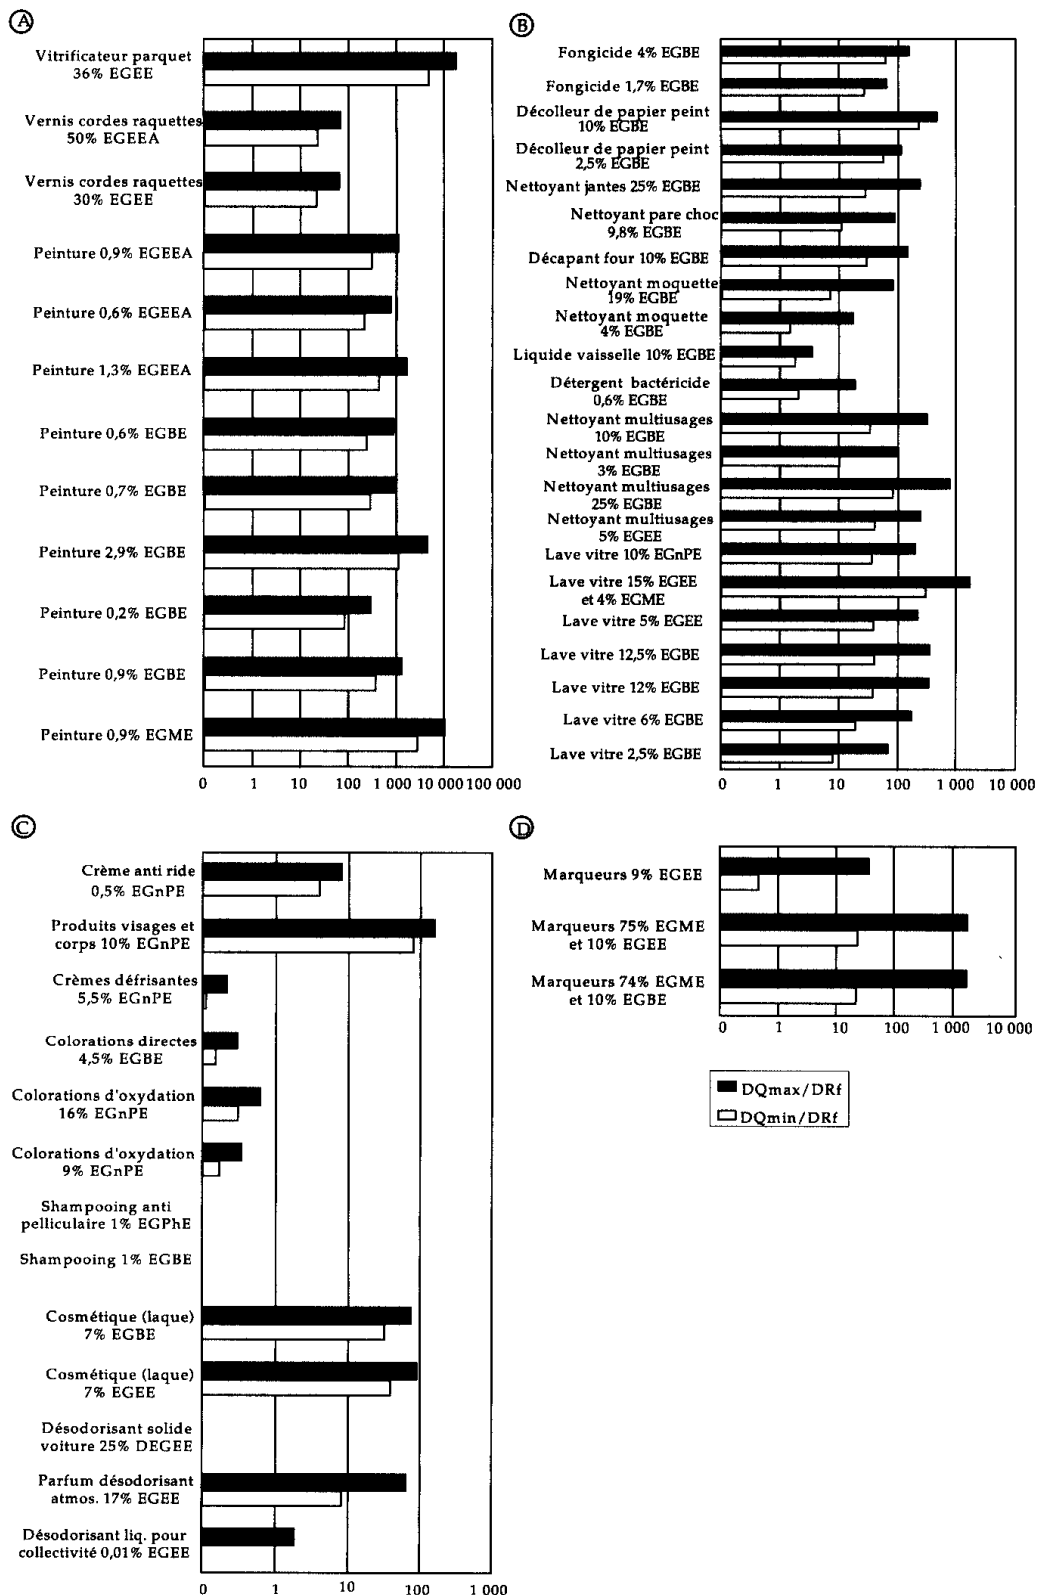 A
Vitrificateur parquet
36% EGEE
Vernis cordes raquettes
50% EGEEA
Vernis cordes raquettes
30% EGEE
Peinture 0,9% EGEEA
Peinture 0,6% EGEEA
Peinture 1,3% EGEEA
Peinture 0,6% EGBE
Peinture 0,7% EGBE
Peinture 2,9% EGBE
Peinture 0,2% EGBE
Peinture 0,9% EGBE
Peinture 0,9% EGME
0 1 10 100 1 000 10 000 100 000
B
Fongicide 4% EGBE
Fongicide 1,7% EGBE
Décolleur de papier peint
10% EGBE
Décolleur de papier peint
2,5% EGBE
Nettoyant jantes 25% EGBE
Nettoyant pare choc
9,8% EGBE
Décapant four 10% EGBE
Nettoyant moquette
19% EGBE
Nettoyant moquette
4% EGBE
Liquide vaisselle 10% EGBE
Détergent bactéricide
0,6% EGBE
Nettoyant multiusages
10% EGBE
Nettoyant multiusages
3% EGBE
Nettoyant multiusages
25% EGBE
Nettoyant multiusages
5% EGEE
Lave vitre 10% EGnPE
Lave vitre 15% EGEE
et 4% EGME
Lave vitre 5% EGEE
Lave vitre 12,5% EGBE
Lave vitre 12% EGBE
Lave vitre 6% EGBE
Lave vitre 2,5% EGBE
0 1 10 100 1 000 10 000
C
Crème anti ride
0,5% EGnPE
Produits visages et
corps 10% EGnPE
Crèmes défrisantes
5,5% EGnPE
Colorations directes
4,5% EGBE
Colorations d'oxydation
16% EGnPE
Colorations d'oxydation
9% EGnPE
Shampooing anti
pelliculaire 1% EGPhE
Shampooing 1% EGBE
Cosmétique (laque)
7% EGBE
Cosmétique (laque)
7% EGEE
Désodorisant solide
voiture 25% DEGEE
Parfum désodorisant
atmos. 17% EGEE
Désodorisant liq. pour
collectivité 0,01% EGEE
0 1 10 100 1 000
D
Marqueurs 9% EGEE
Marqueurs 75% EGME
et 10% EGEE
Marqueurs 74% EGME
et 10% EGBE
0 1 10 100 1 000 10 000
DQmax/DRf
DQmin/DRf